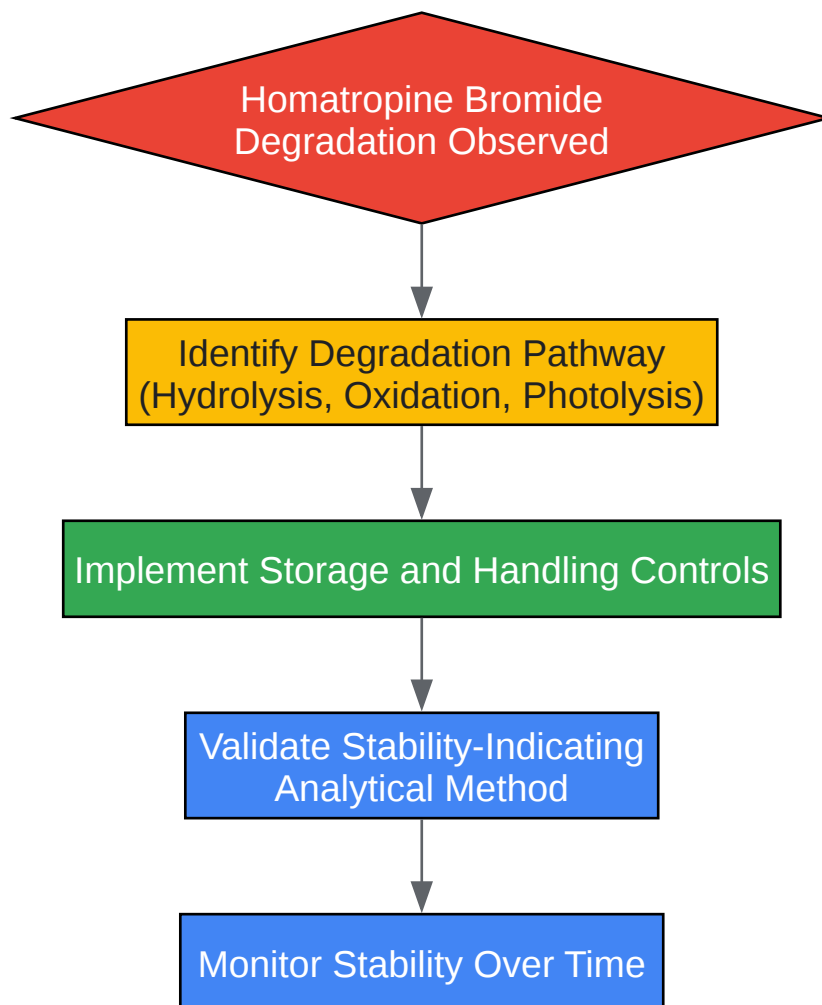 Homatropine Bromide
Degradation Observed
Identify Degradation Pathway
(Hydrolysis, Oxidation, Photolysis)
Implement Storage and Handling Controls
Validate Stability-Indicating
Analytical Method
Monitor Stability Over Time